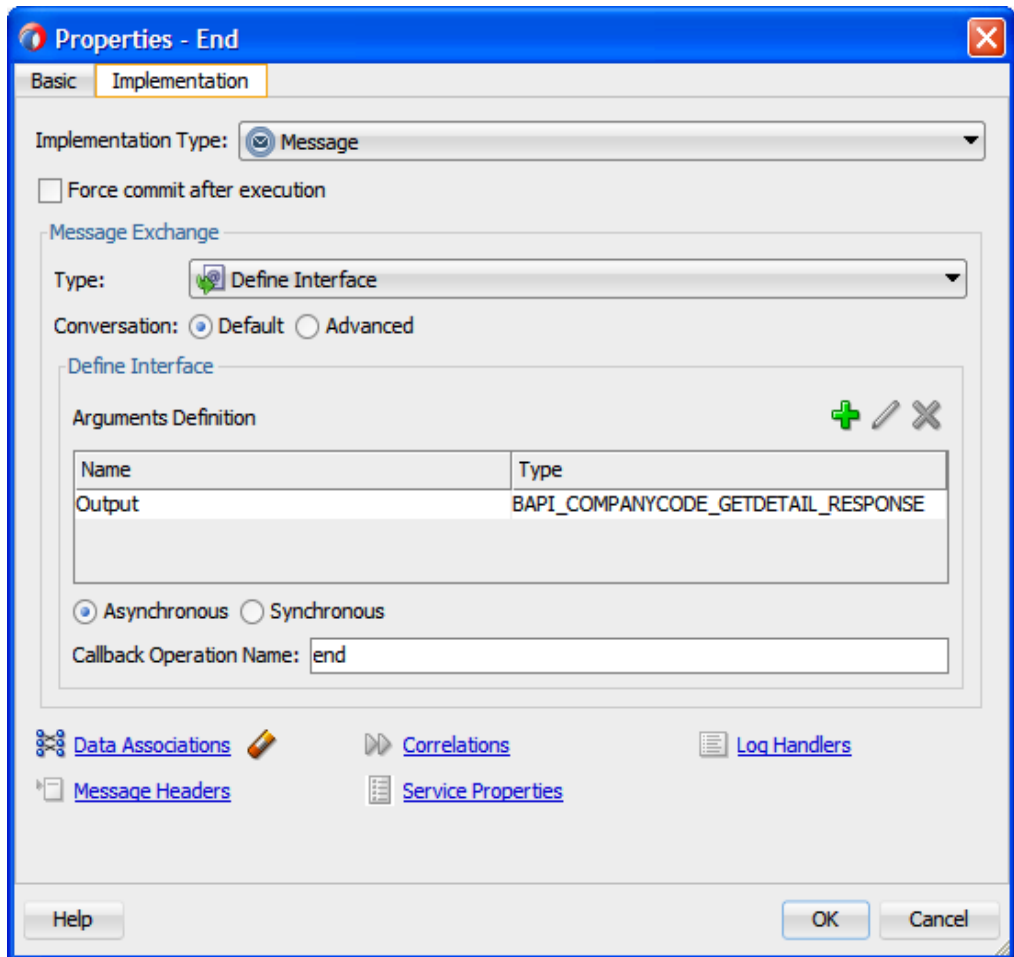 Properties - End
Basic Implementation
Implementation Type: Message
Force commit after execution
Message Exchange
Type: Define Interface
Conversation: Default Advanced
Define Interface
Arguments Definition
Name Type
Output BAPI_COMPANYCODE_GETDETAIL_RESPONSE
Asynchronous Synchronous
Callback Operation Name: end
Data Associations Correlations Log Handlers
Message Headers Service Properties
Help OK Cancel